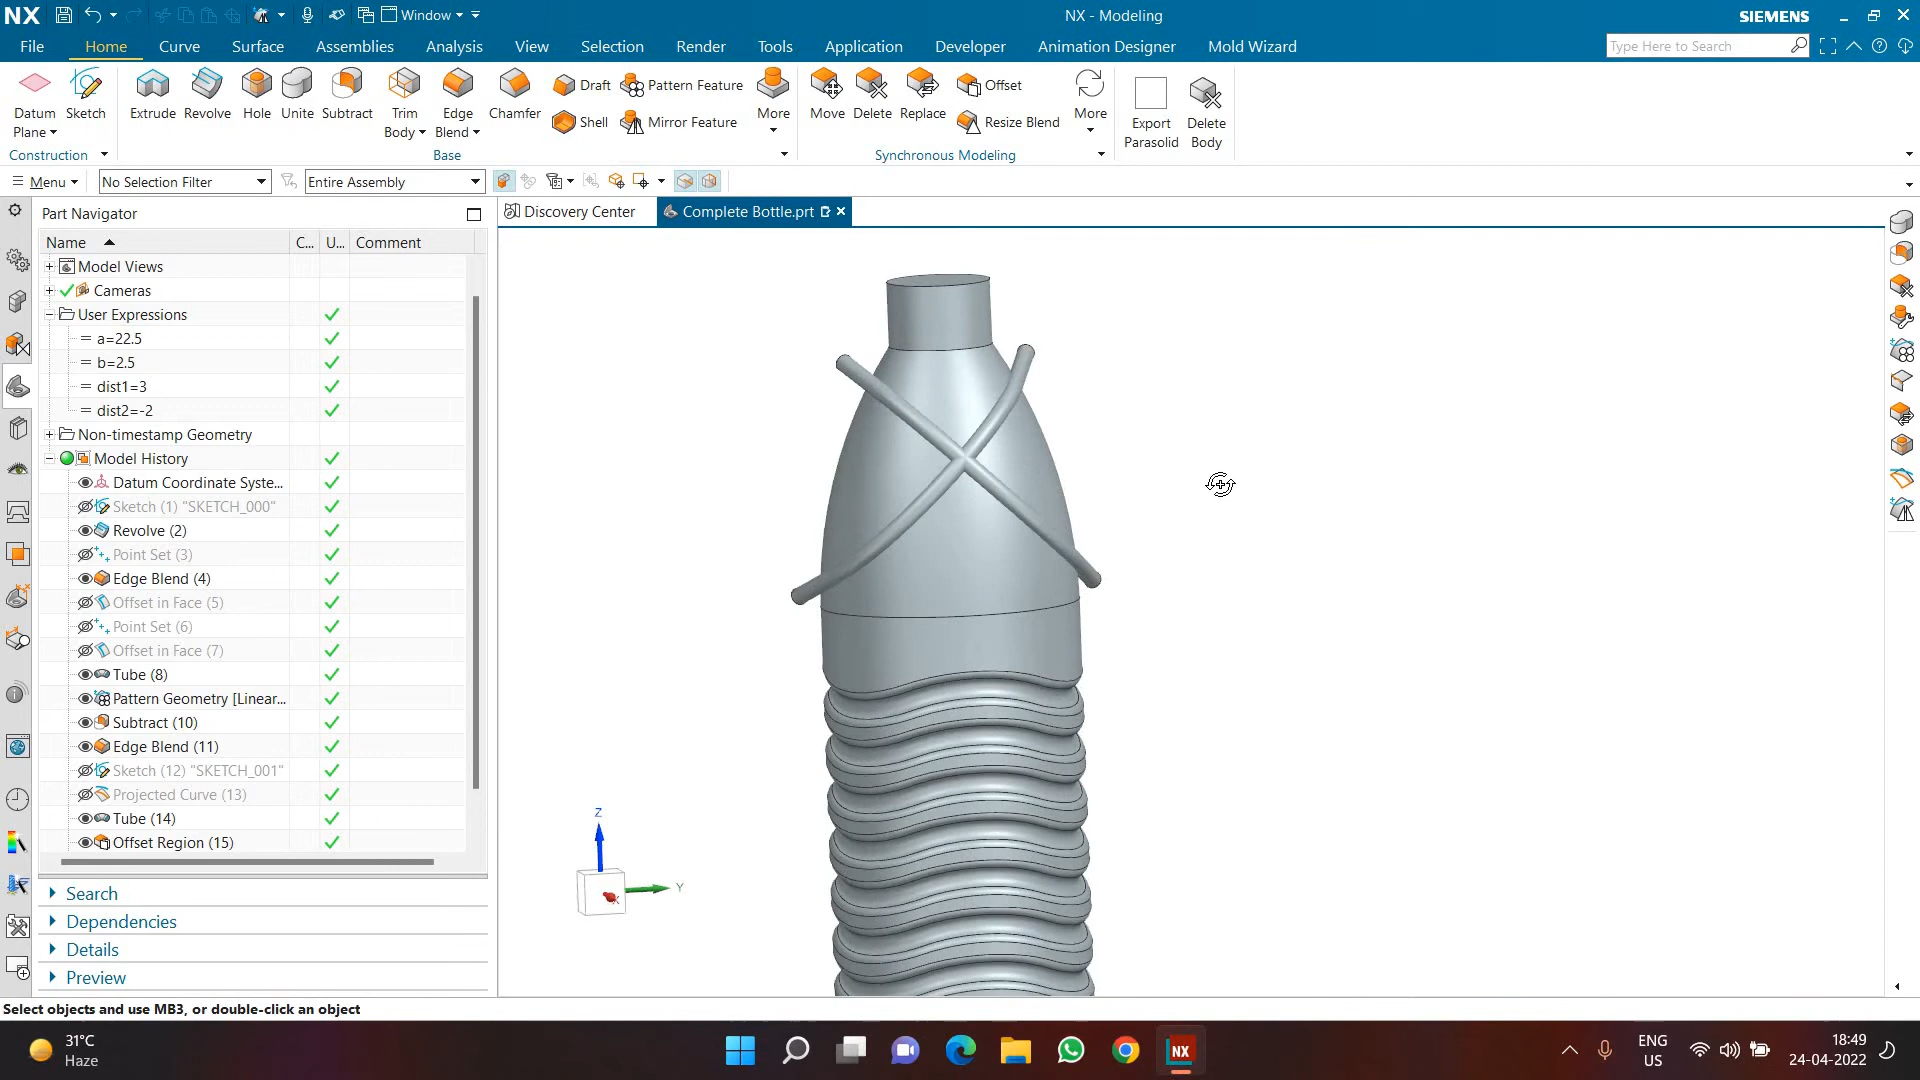 NX
Window
NX - Modeling
SIEMENS
File Home Curve Surface Assemblies Analysis View Selection Render Tools Application Developer Animation Designer Mold Wizard
Type Here to Search
Datum Plane
Sketch
Extrude
Revolve
Hole
Unite
Subtract
Trim Body
Edge Blend
Chamfer
Draft
Shell
Pattern Feature
Mirror Feature
More
Move
Delete
Replace
Offset
Resize Blend
More
Export Parasolid
Delete Body
Construction
Base
Synchronous Modeling
Menu
No Selection Filter
Entire Assembly
Part Navigator
Discovery Center
Complete Bottle.prt
Name C... U... Comment
Model Views
Cameras
User Expressions
a=22.5
b=2.5
dist1=3
dist2=-2
Non-timestamp Geometry
Model History
Datum Coordinate Syste...
Sketch (1) "SKETCH_000"
Revolve (2)
Point Set (3)
Edge Blend (4)
Offset in Face (5)
Point Set (6)
Offset in Face (7)
Tube (8)
Pattern Geometry [Linear...
Subtract (10)
Edge Blend (11)
Sketch (12) "SKETCH_001"
Projected Curve (13)
Tube (14)
Offset Region (15)
Search
Dependencies
Details
Preview
Z
Y
X
Select objects and use MB3, or double-click an object
31°C
Haze
NX
ENG
US
18:49
24-04-2022